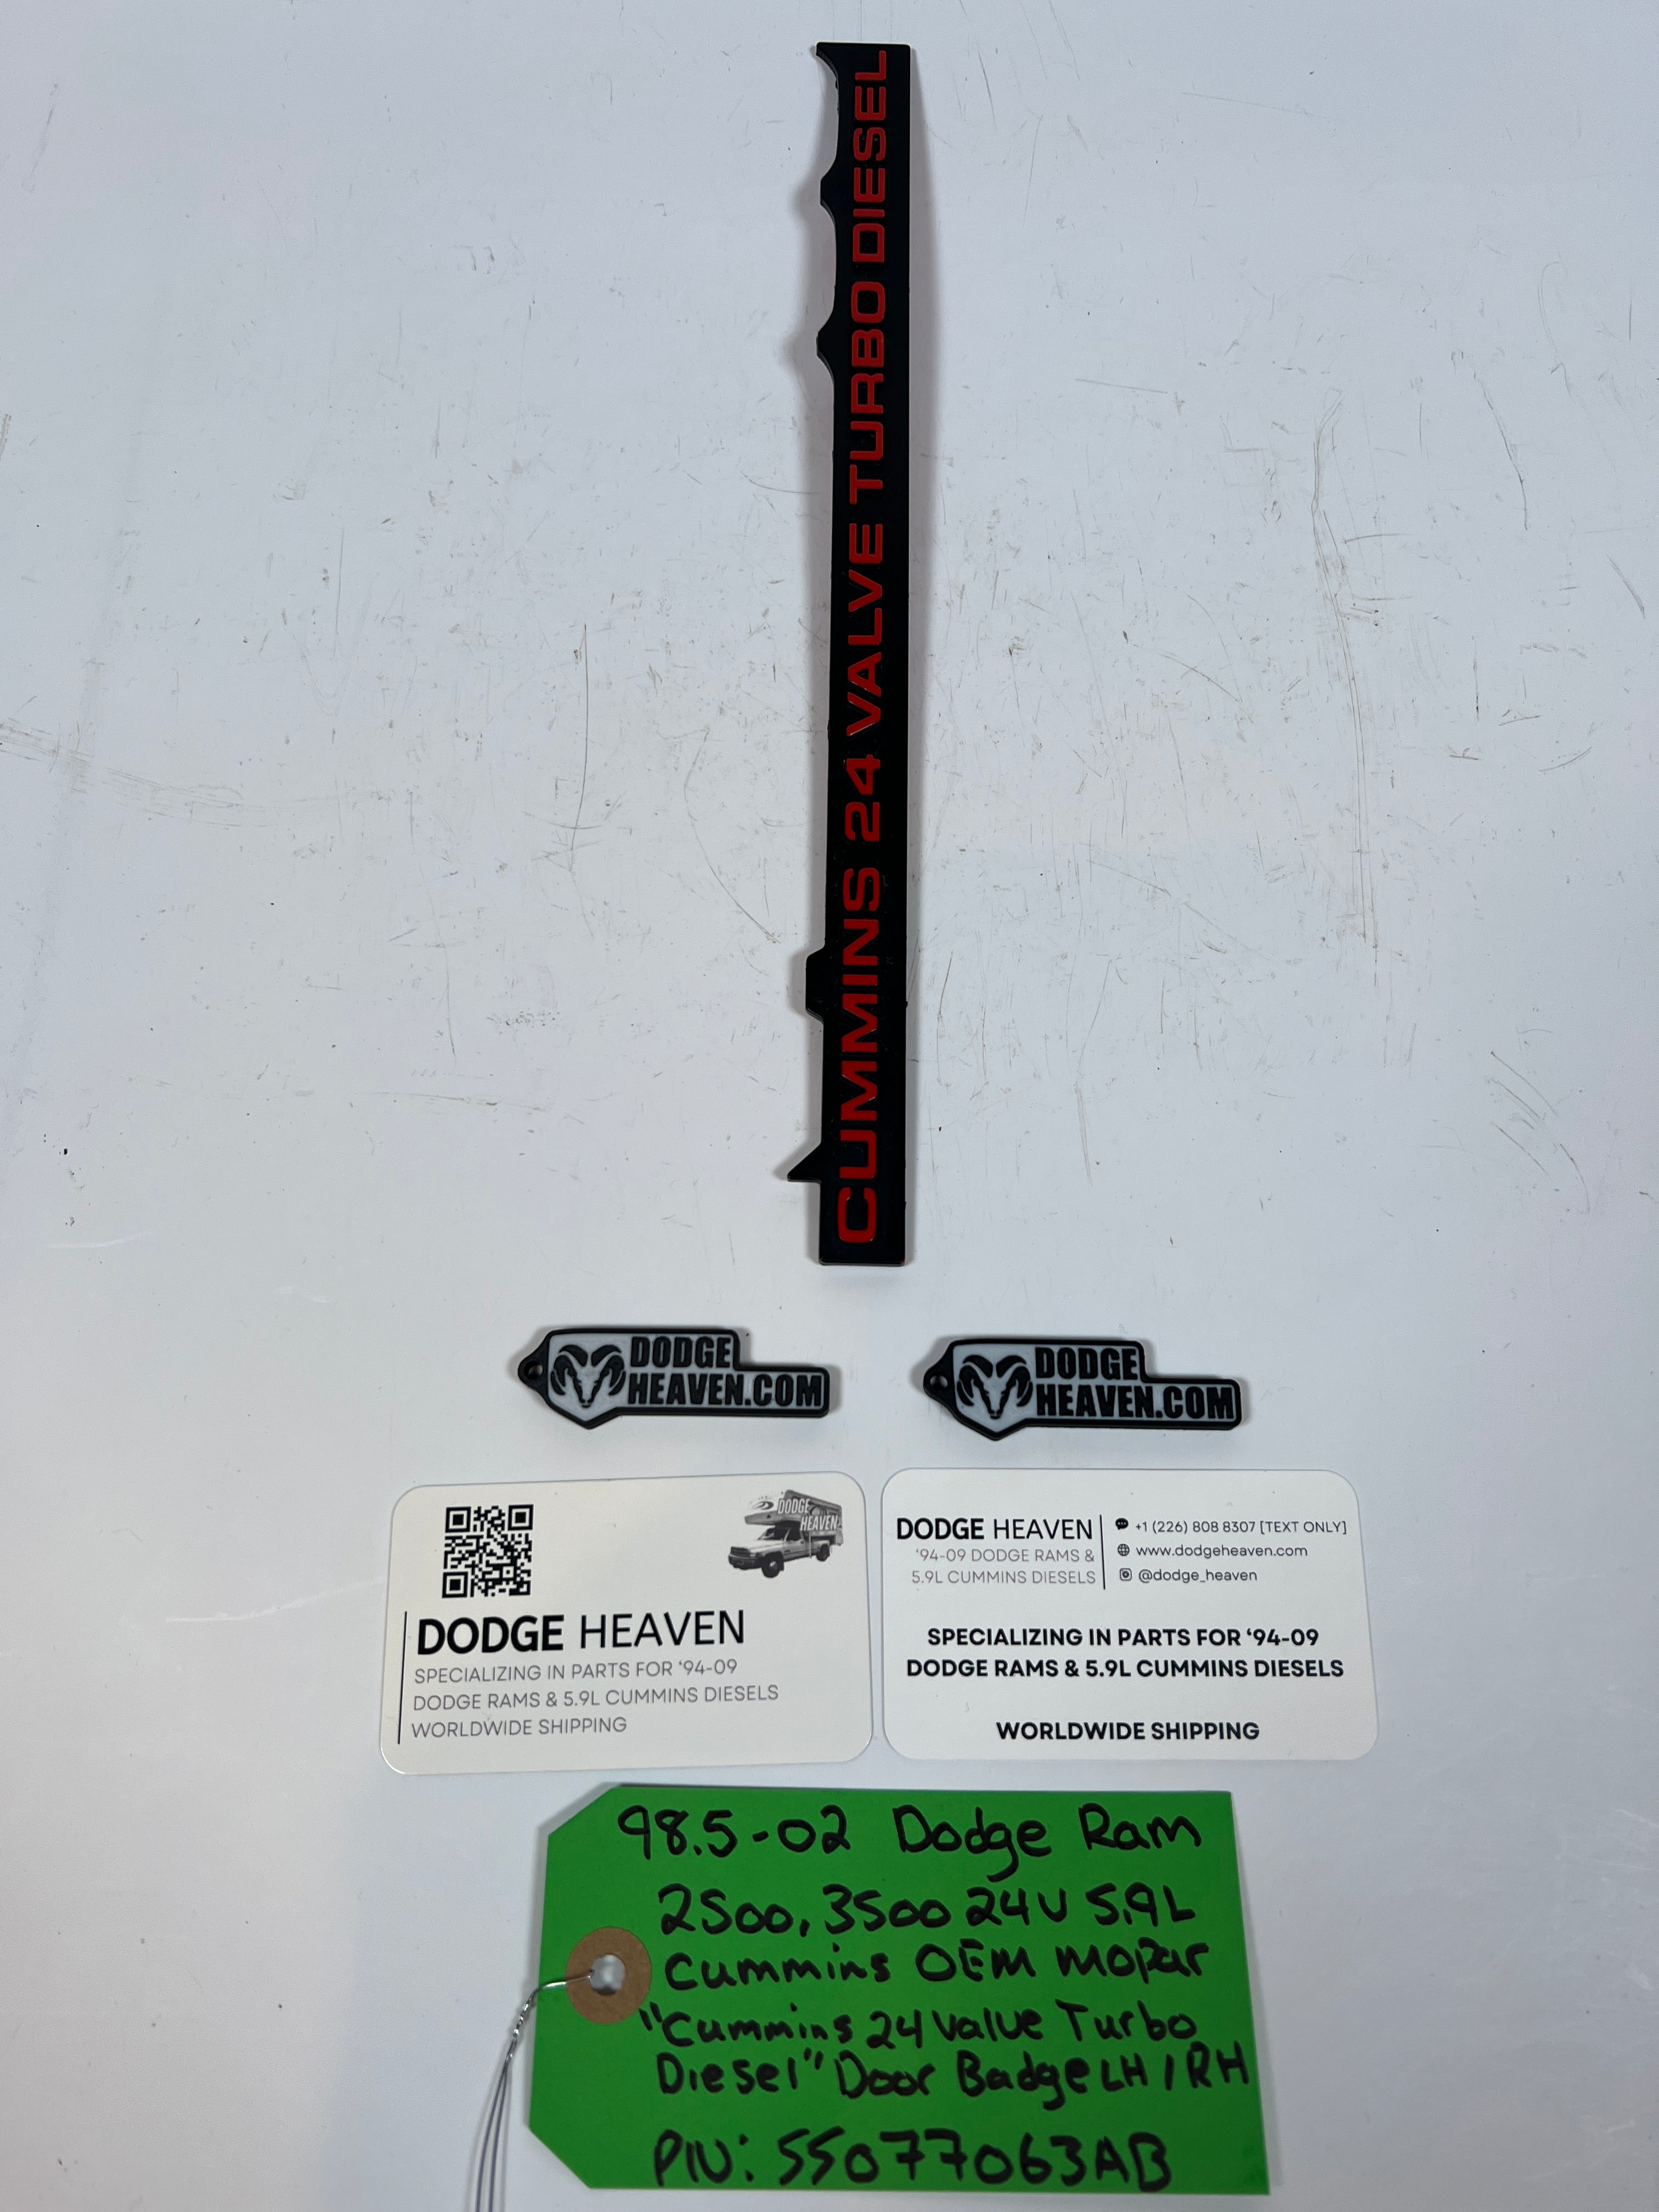 CUMMINS 24 VALVE TURBO DIESEL
DODGE
HEAVEN.COM
DODGE
HEAVEN.COM
DODGE
HEAVEN
DODGE HEAVEN
SPECIALIZING IN PARTS FOR ‘94-09
DODGE RAMS & 5.9L CUMMINS DIESELS
WORLDWIDE SHIPPING
DODGE HEAVEN
‘94-09 DODGE RAMS &
5.9L CUMMINS DIESELS
+1 (226) 808 8307 [TEXT ONLY]
www.dodgeheaven.com
@dodge_heaven
SPECIALIZING IN PARTS FOR ‘94-09
DODGE RAMS & 5.9L CUMMINS DIESELS
WORLDWIDE SHIPPING
98.5-02 Dodge Ram
2500, 3500 24V 5.9L
Cummins OEM Mopar
"Cummins 24 Valve Turbo
Diesel" Door Badge LH / RH
P/N: 55077063AB